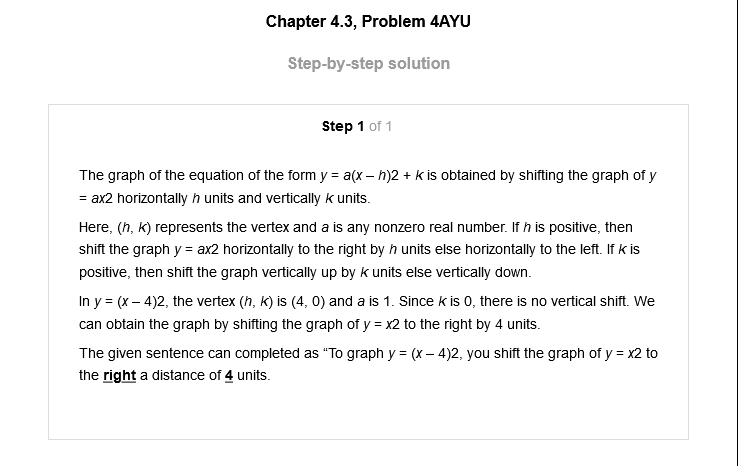 Chapter 4.3, Problem 4AYU
Step-by-step solution
Step 1 of 1
The graph of the equation of the form y = a(x – h)2 + k is obtained by shifting the graph of y
= ax2 horizontally h units and vertically k units.
Here, (h, k) represents the vertex and a is any nonzero real number. If h is positive, then
shift the graph y = ax2 horizontally to the right by h units else horizontally to the left. If k is
positive, then shift the graph vertically up by k units else vertically down.
In y = (x – 4)2, the vertex (h, k) is (4, 0) and a is 1. Since k is 0, there is no vertical shift. We
can obtain the graph by shifting the graph of y = x2 to the right by 4 units.
The given sentence can completed as “To graph y = (x – 4)2, you shift the graph of y = x2 to
the right a distance of 4 units.